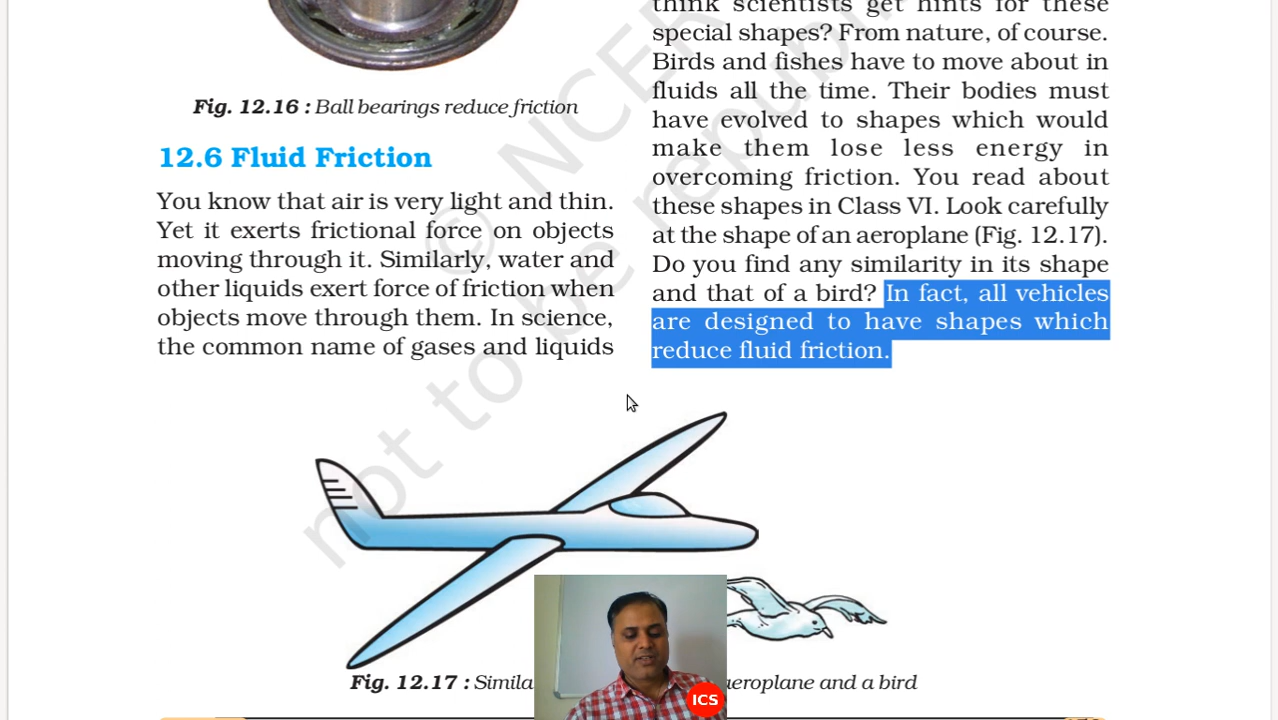 Fig. 12.16 : Ball bearings reduce friction
12.6 Fluid Friction
You know that air is very light and thin.
Yet it exerts frictional force on objects
moving through it. Similarly, water and
other liquids exert force of friction when
objects move through them. In science,
the common name of gases and liquids
think scientists get hints for these
special shapes? From nature, of course.
Birds and fishes have to move about in
fluids all the time. Their bodies must
have evolved to shapes which would
make them lose less energy in
overcoming friction. You read about
these shapes in Class VI. Look carefully
at the shape of an aeroplane (Fig. 12.17).
Do you find any similarity in its shape
and that of a bird? In fact, all vehicles
are designed to have shapes which
reduce fluid friction.
Fig. 12.17 : aeroplane and a bird
ICS
not to be